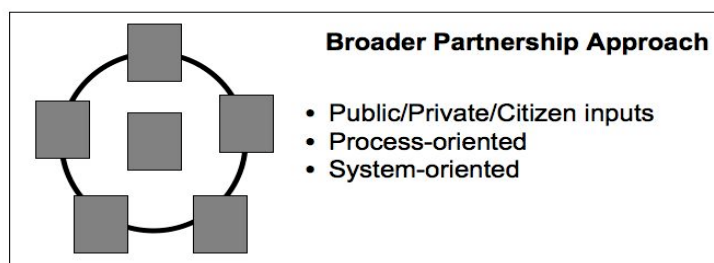 Broader Partnership Approach
• Public/Private/Citizen inputs
• Process-oriented
• System-oriented